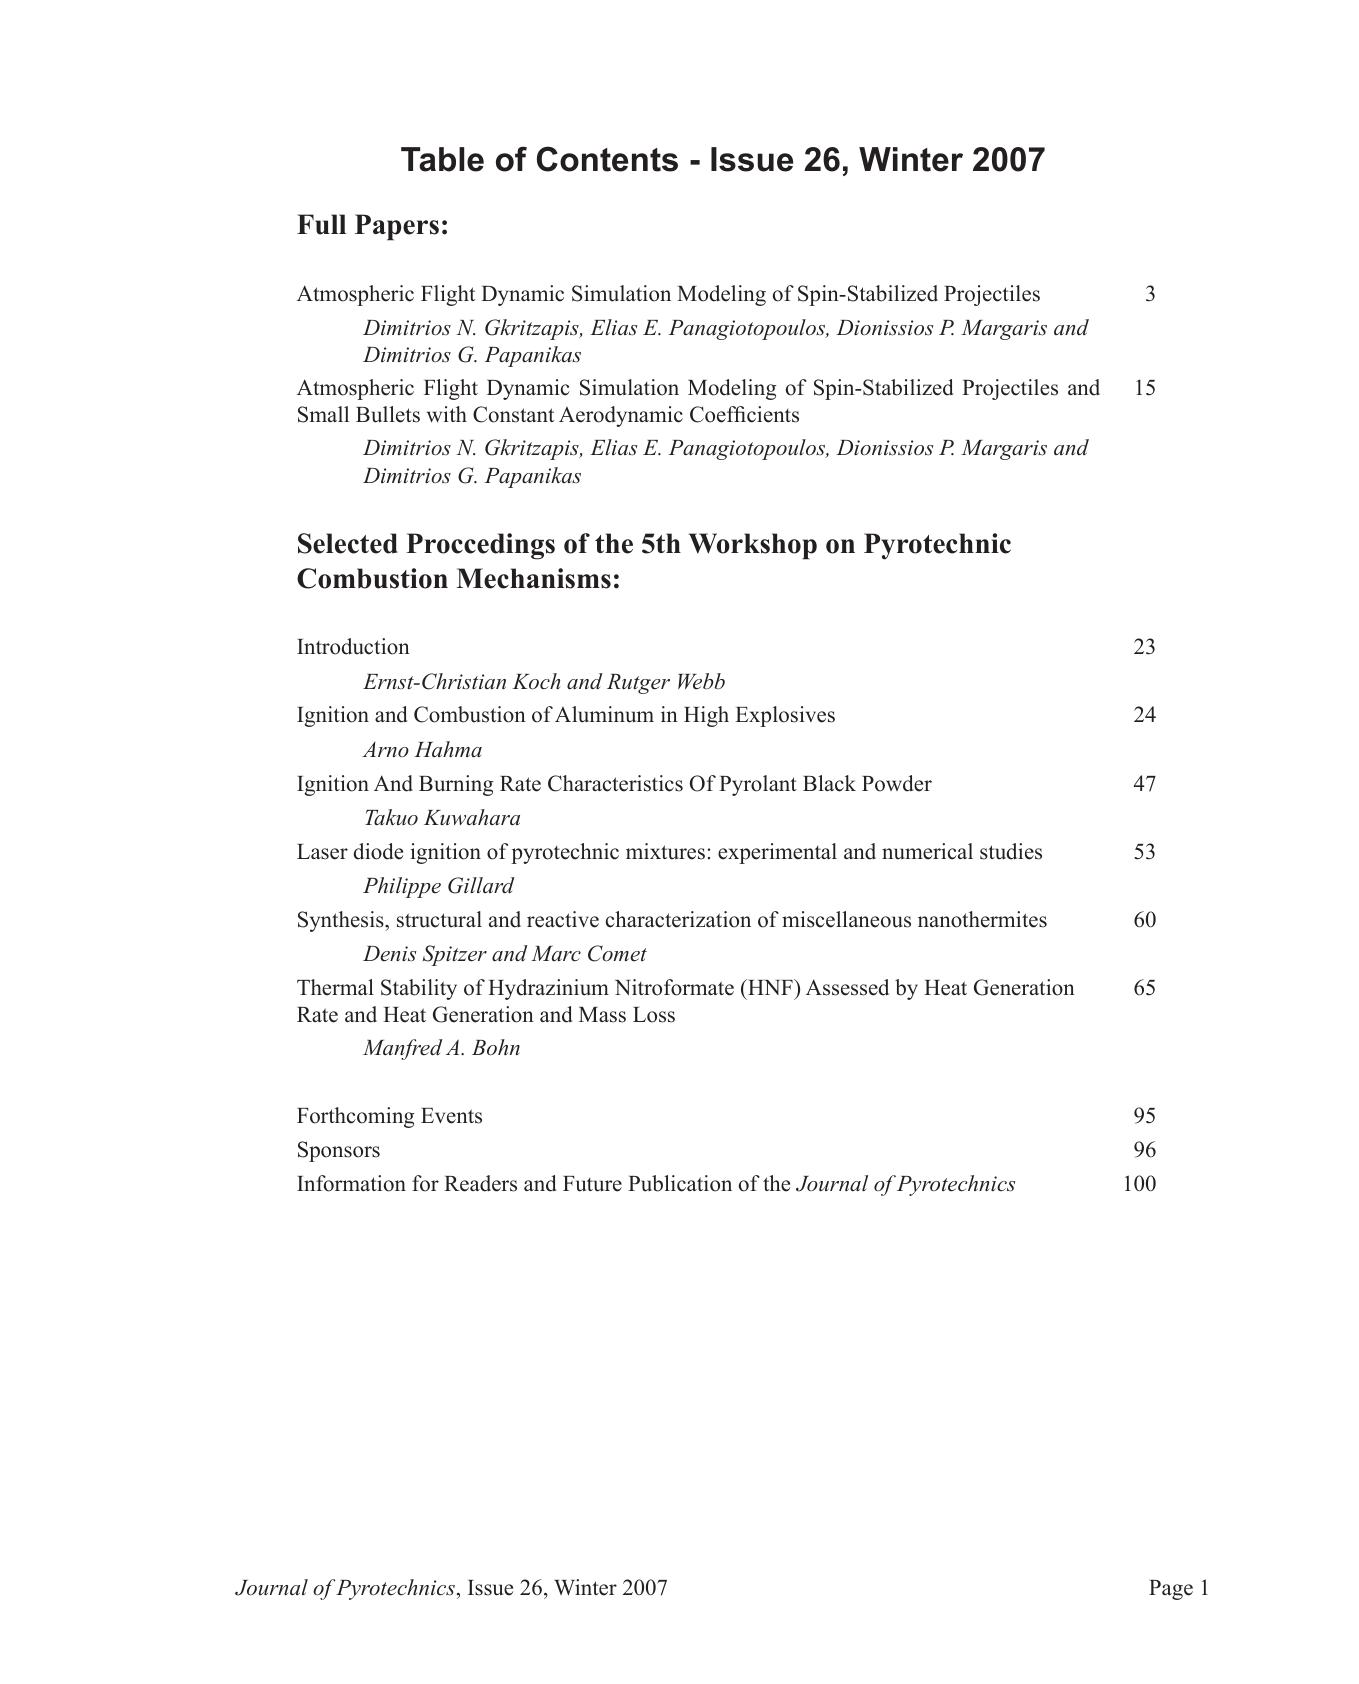 Table of Contents - Issue 26, Winter 2007
Full Papers:
Atmospheric Flight Dynamic Simulation Modeling of Spin-Stabilized Projectiles 3
Dimitrios N. Gkritzapis, Elias E. Panagiotopoulos, Dionissios P. Margaris and
Dimitrios G. Papanikas
Atmospheric Flight Dynamic Simulation Modeling of Spin-Stabilized Projectiles and 15
Small Bullets with Constant Aerodynamic Coefficients
Dimitrios N. Gkritzapis, Elias E. Panagiotopoulos, Dionissios P. Margaris and
Dimitrios G. Papanikas
Selected Proccedings of the 5th Workshop on Pyrotechnic
Combustion Mechanisms:
Introduction 23
Ernst-Christian Koch and Rutger Webb
Ignition and Combustion of Aluminum in High Explosives 24
Arno Hahma
Ignition And Burning Rate Characteristics Of Pyrolant Black Powder 47
Takuo Kuwahara
Laser diode ignition of pyrotechnic mixtures: experimental and numerical studies 53
Philippe Gillard
Synthesis, structural and reactive characterization of miscellaneous nanothermites 60
Denis Spitzer and Marc Comet
Thermal Stability of Hydrazinium Nitroformate (HNF) Assessed by Heat Generation 65
Rate and Heat Generation and Mass Loss
Manfred A. Bohn
Forthcoming Events 95
Sponsors 96
Information for Readers and Future Publication of the Journal of Pyrotechnics 100
Journal of Pyrotechnics, Issue 26, Winter 2007 Page 1